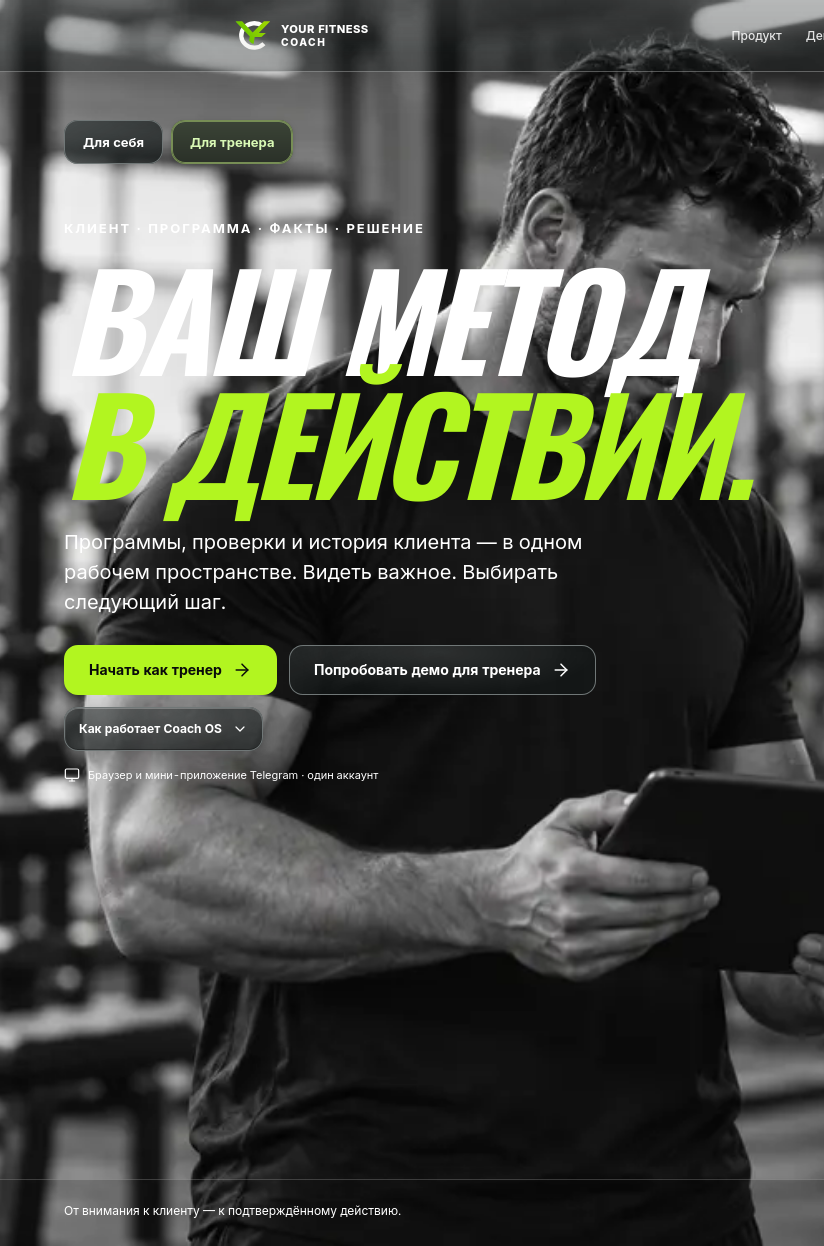 YOUR FITNESS
COACH
Продукт
Для себя
Для тренера
КЛИЕНТ · ПРОГРАММА · ФАКТЫ · РЕШЕНИЕ
ВАШ МЕТОД
В ДЕЙСТВИИ.
Программы, проверки и история клиента — в одном
рабочем пространстве. Видеть важное. Выбирать
следующий шаг.
Начать как тренер
Попробовать демо для тренера
Как работает Coach OS
Браузер и мини-приложение Telegram · один аккаунт
От внимания к клиенту — к подтверждённому действию.